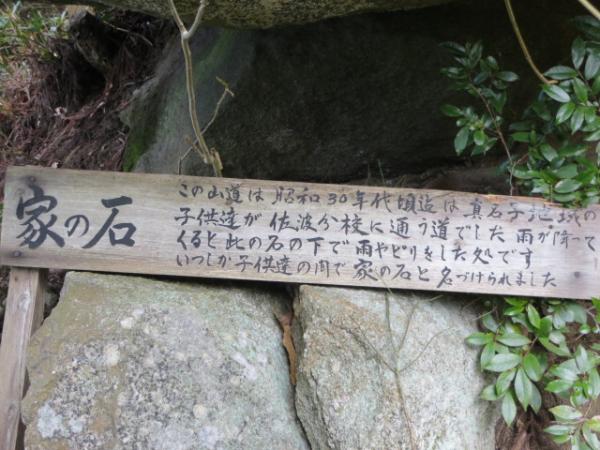 家の石
この山道は昭和30年代頃迄は真石子地域の
子供達が佐波分校に通う道でした雨が降って
くると此の石の下で雨やどりをした処です
いつしか子供達の間で家の石と名づけられました